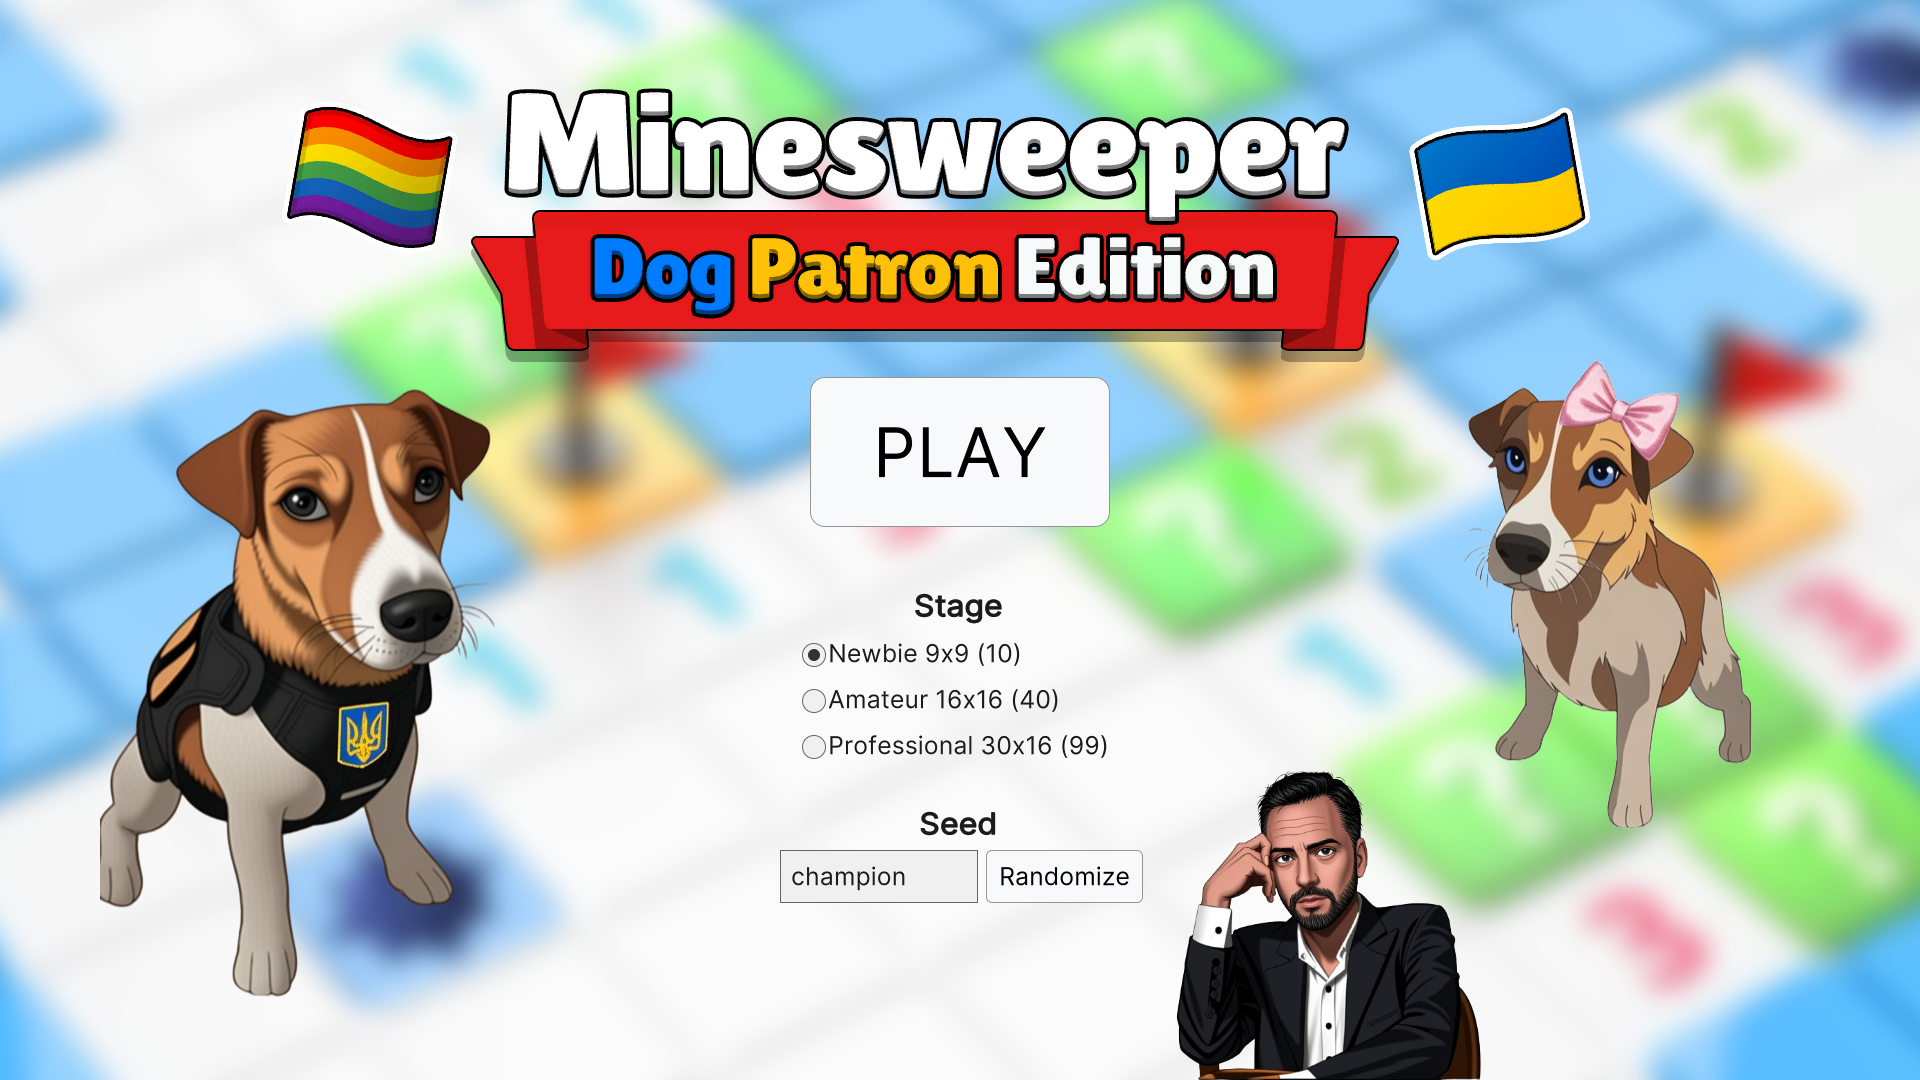 Minesweeper
Dog Patron Edition
PLAY
Stage
Newbie 9x9 (10)
Amateur 16x16 (40)
Professional 30x16 (99)
Seed
champion
Randomize